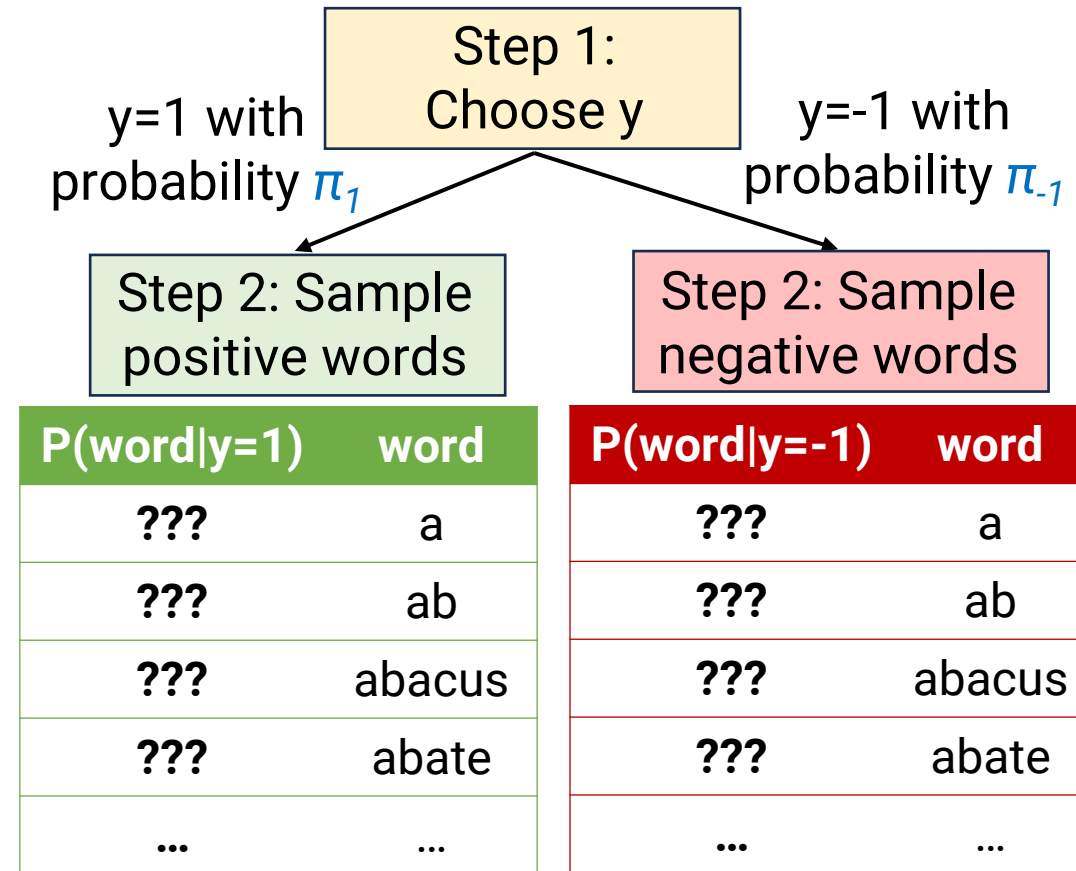 Step 1:
Choose y
y=1 with
probability π₁
y=-1 with
probability π₋₁
Step 2: Sample
positive words
Step 2: Sample
negative words
P(word|y=1) word
??? a
??? ab
??? abacus
??? abate
... ...
P(word|y=-1) word
??? a
??? ab
??? abacus
??? abate
... ...